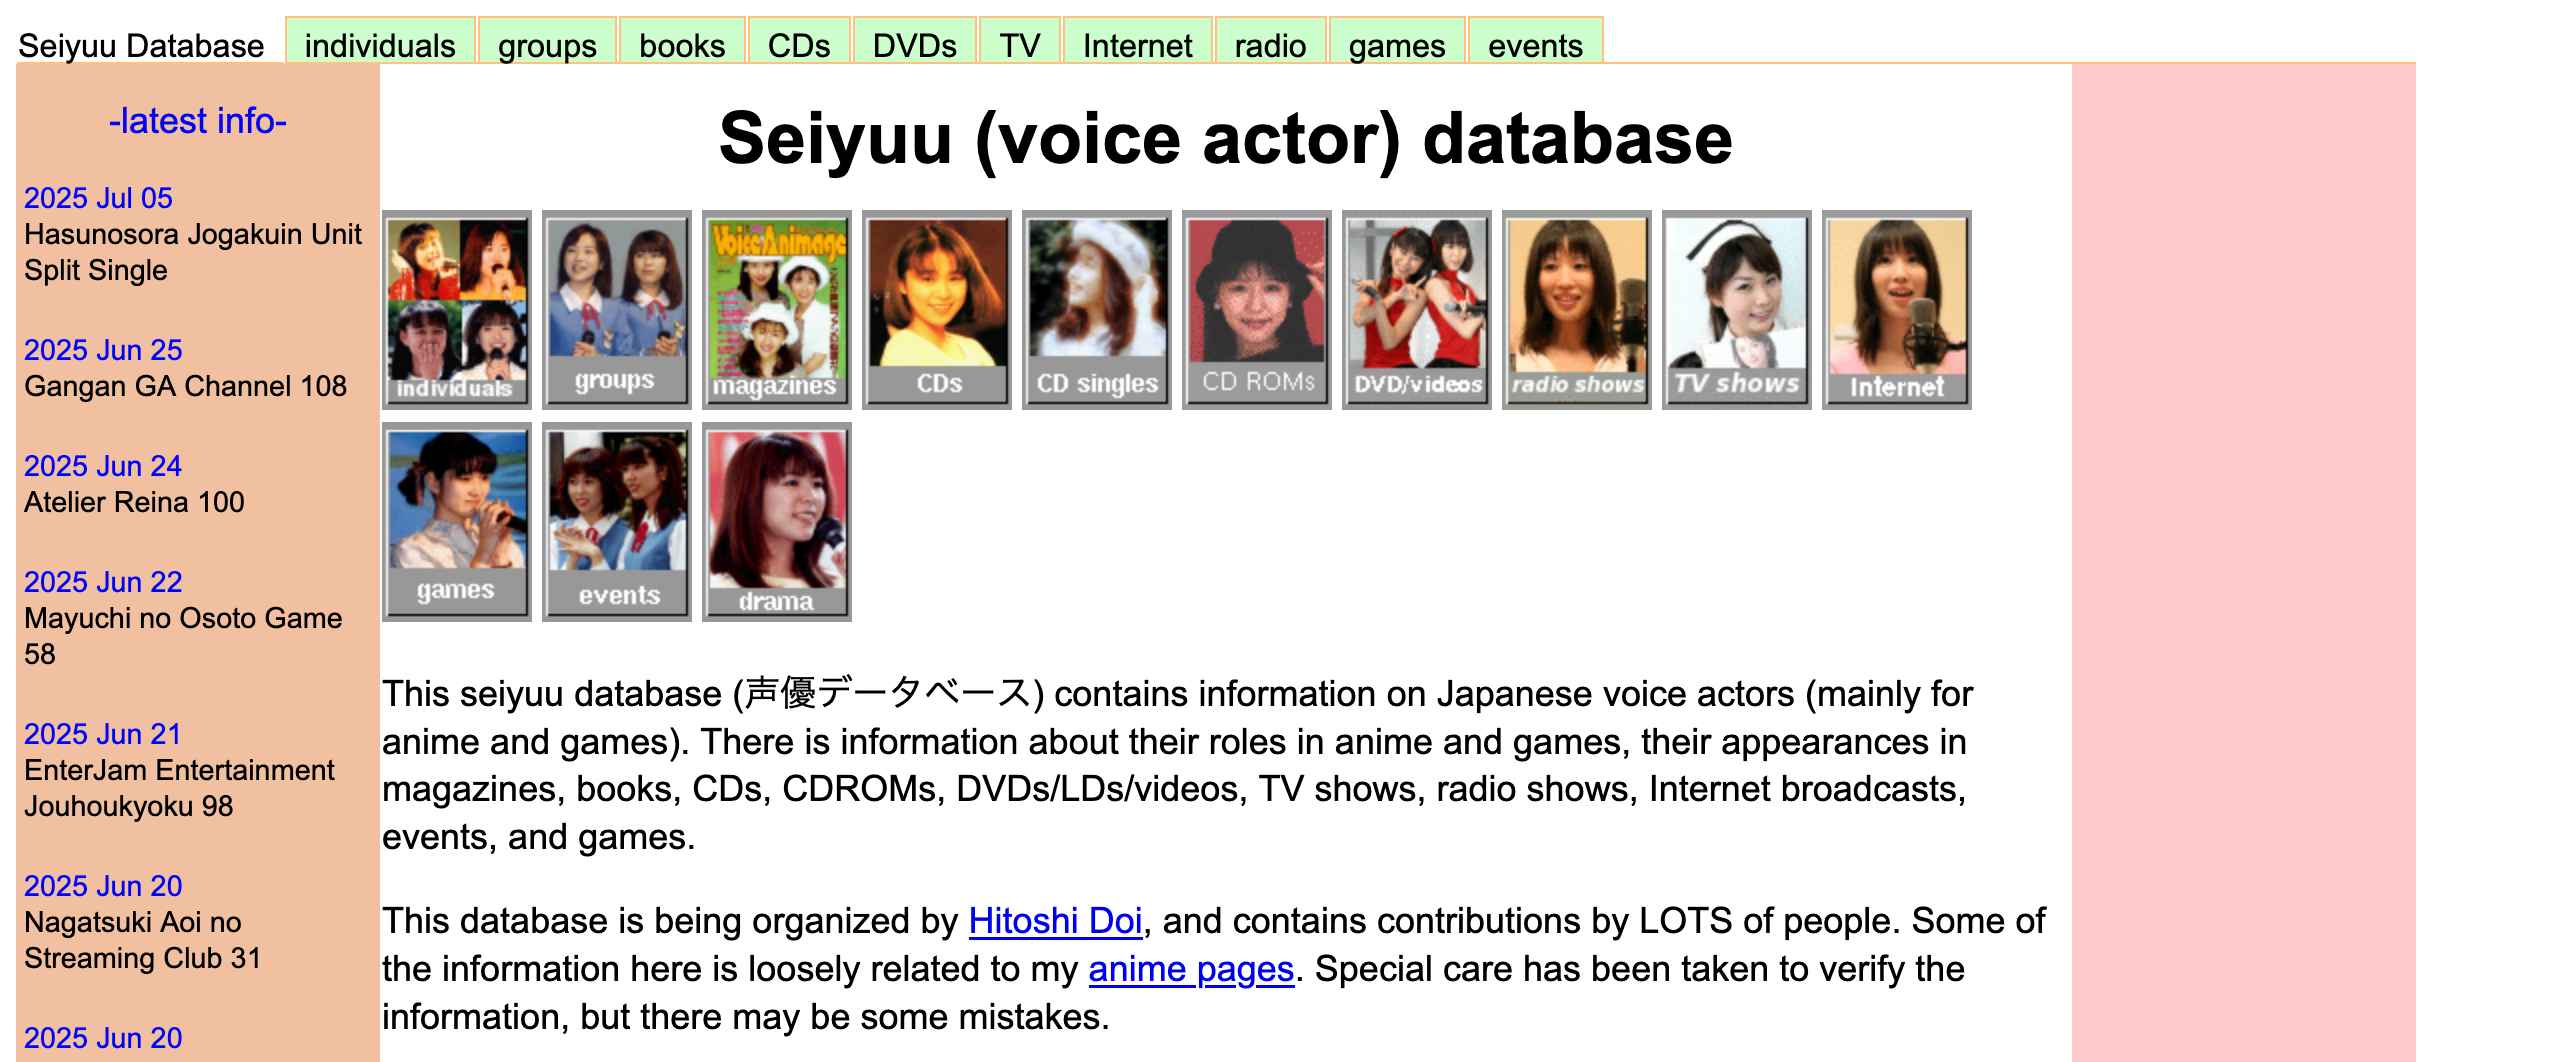 Seiyuu Database individuals groups books CDs DVDs TV Internet radio games events
-latest info-
2025 Jul 05
Hasunosora Jogakuin Unit
Split Single
2025 Jun 25
Gangan GA Channel 108
2025 Jun 24
Atelier Reina 100
2025 Jun 22
Mayuchi no Osoto Game
58
2025 Jun 21
EnterJam Entertainment
Jouhoukyoku 98
2025 Jun 20
Nagatsuki Aoi no
Streaming Club 31
2025 Jun 20
Seiyuu (voice actor) database
Voice Animage
individuals groups magazines CDs CD singles CD ROMs DVD/videos radio shows TV shows Internet
games events drama
This seiyuu database (声優データベース) contains information on Japanese voice actors (mainly for
anime and games). There is information about their roles in anime and games, their appearances in
magazines, books, CDs, CDROMs, DVDs/LDs/videos, TV shows, radio shows, Internet broadcasts,
events, and games.
This database is being organized by Hitoshi Doi, and contains contributions by LOTS of people. Some of
the information here is loosely related to my anime pages. Special care has been taken to verify the
information, but there may be some mistakes.